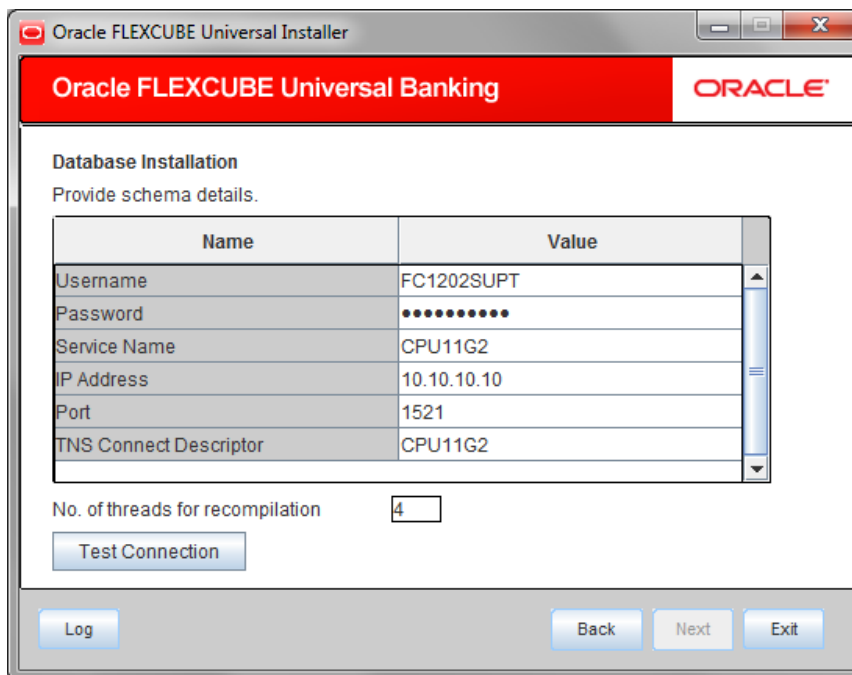 Oracle FLEXCUBE Universal Installer
Oracle FLEXCUBE Universal Banking ORACLE
Database Installation
Provide schema details.
Name Value
Username FC1202SUPT
Password ••••••••••
Service Name CPU11G2
IP Address 10.10.10.10
Port 1521
TNS Connect Descriptor CPU11G2
No. of threads for recompilation 4
Test Connection
Log Back Next Exit